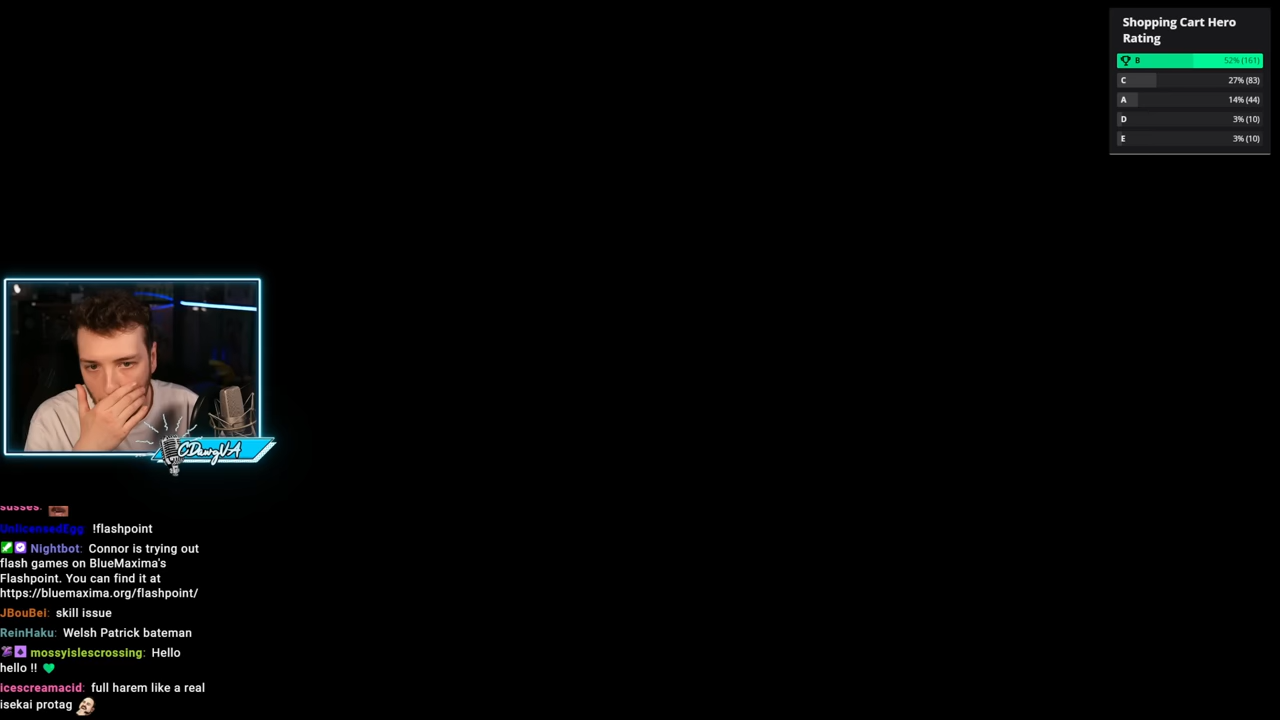 Shopping Cart Hero
Rating
B 52% (161)
C 27% (83)
A 14% (44)
D 3% (10)
E 3% (10)
CDawgVA
susses:
UnlicensedEgg: !flashpoint
Nightbot: Connor is trying out
flash games on BlueMaxima's
Flashpoint. You can find it at
https://bluemaxima.org/flashpoint/
JBouBei: skill issue
ReinHaku: Welsh Patrick bateman
mossyislescrossing: Hello
hello !!
icescreamacid: full harem like a real
isekai protag